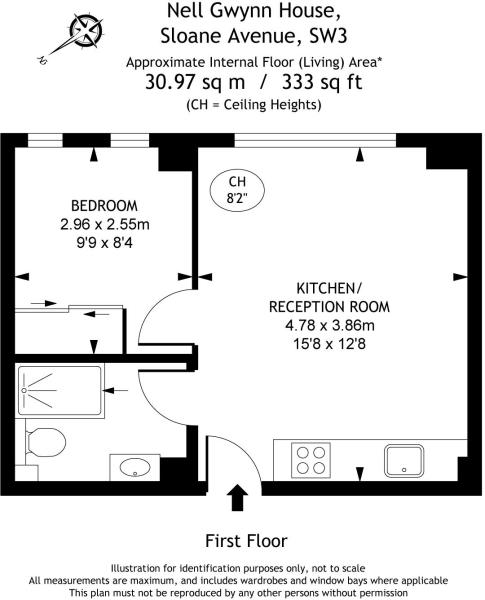 Nell Gwynn House,
Sloane Avenue, SW3
Approximate Internal Floor (Living) Area*
30.97 sq m / 333 sq ft
(CH = Ceiling Heights)
N
CH
8'2"
BEDROOM
2.96 x 2.55m
9'9 x 8'4
KITCHEN/
RECEPTION ROOM
4.78 x 3.86m
15'8 x 12'8
First Floor
Illustration for identification purposes only, not to scale
All measurements are maximum, and includes wardrobes and window bays where applicable
This plan must not be reproduced by any other persons without permission